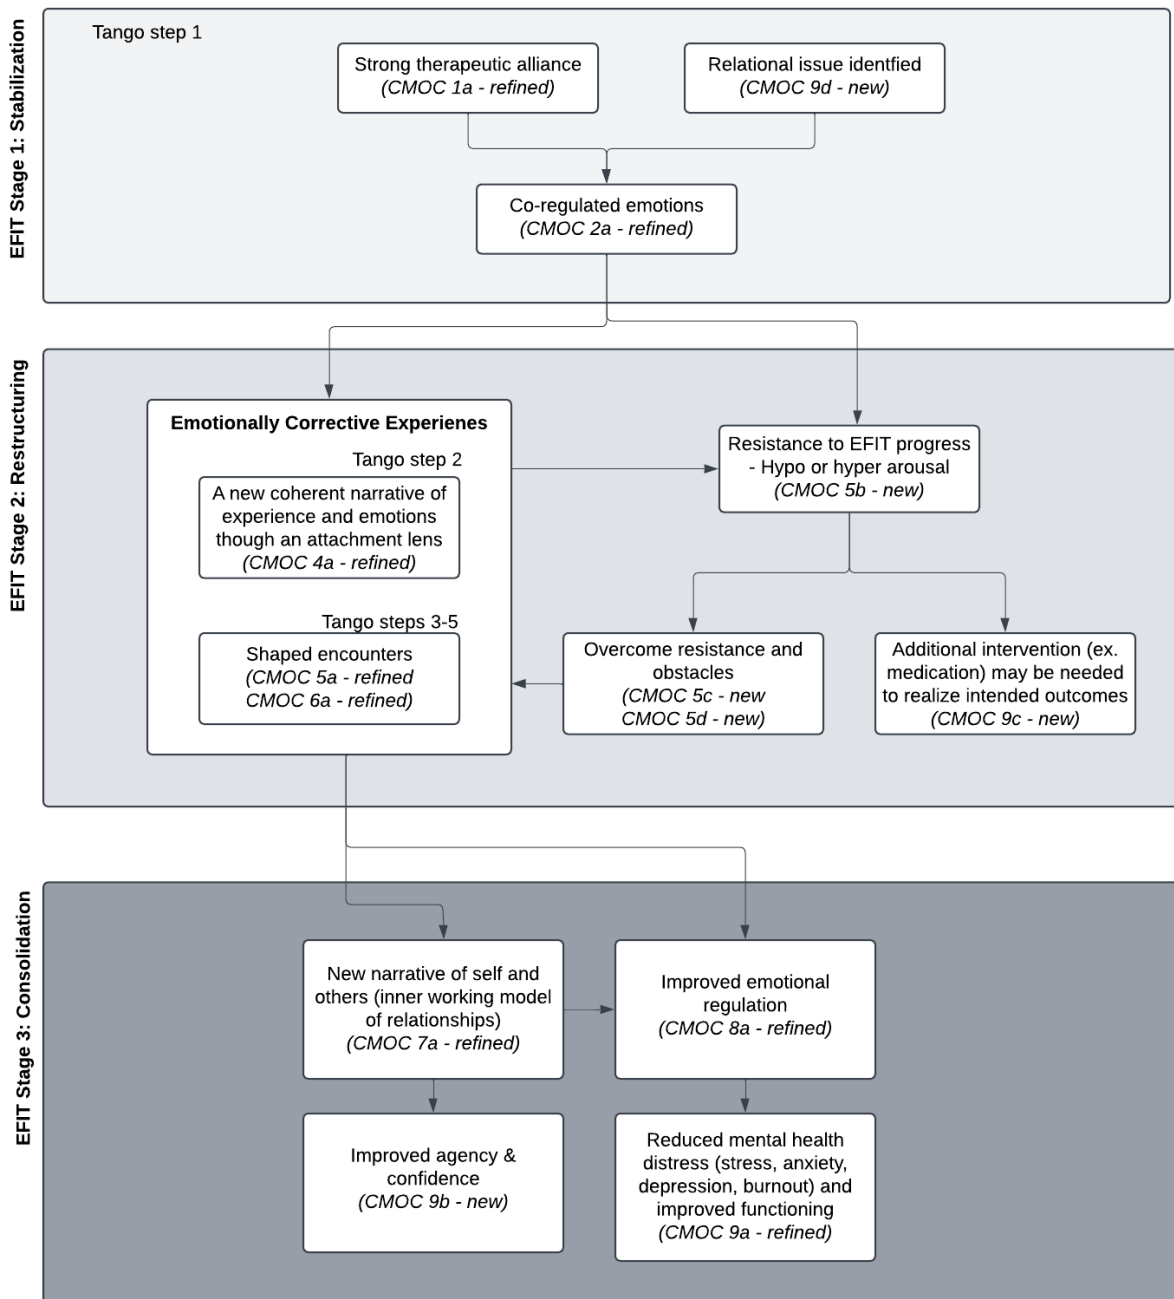 EFIT Stage 1: Stabilization
Tango step 1
Strong therapeutic alliance
(CMOC 1a - refined)
Relational issue identfied
(CMOC 9d - new)
Co-regulated emotions
(CMOC 2a - refined)
EFIT Stage 2: Restructuring
Emotionally Corrective Experienes
Tango step 2
A new coherent narrative of
experience and emotions
though an attachment lens
(CMOC 4a - refined)
Tango steps 3-5
Shaped encounters
(CMOC 5a - refined
CMOC 6a - refined)
Resistance to EFIT progress
- Hypo or hyper arousal
(CMOC 5b - new)
Overcome resistance and
obstacles
(CMOC 5c - new
CMOC 5d - new)
Additional intervention (ex.
medication) may be needed
to realize intended outcomes
(CMOC 9c - new)
EFIT Stage 3: Consolidation
New narrative of self and
others (inner working model
of relationships)
(CMOC 7a - refined)
Improved emotional
regulation
(CMOC 8a - refined)
Improved agency &
confidence
(CMOC 9b - new)
Reduced mental health
distress (stress, anxiety,
depression, burnout) and
improved functioning
(CMOC 9a - refined)